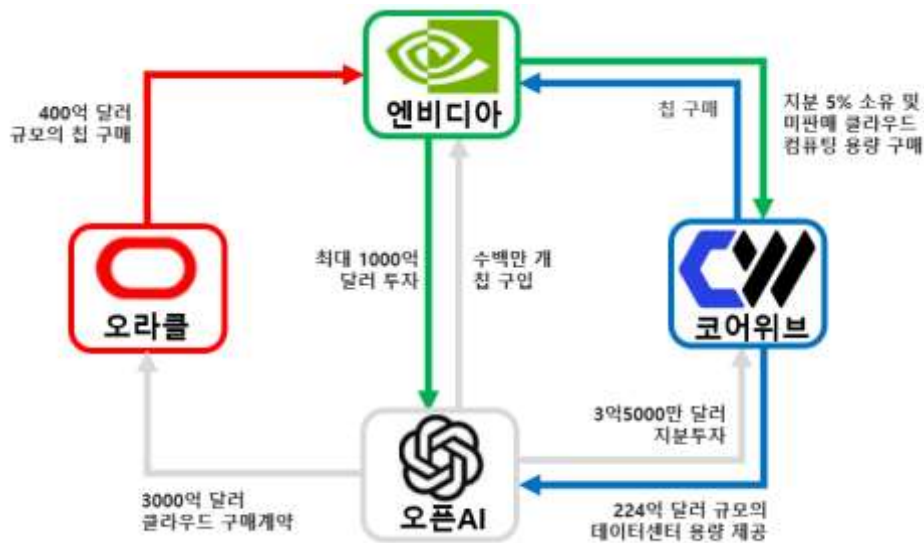 엔비디아
400억 달러
규모의 칩 구매
칩 구매
지분 5% 소유 및
미판매 클라우드
컴퓨팅 용량 구매
최대 1000억
달러 투자
수백만 개
칩 구입
오라클
코어위브
3억5000만 달러
지분투자
3000억 달러
클라우드 구매계약
오픈AI
224억 달러 규모의
데이터센터 용량 제공